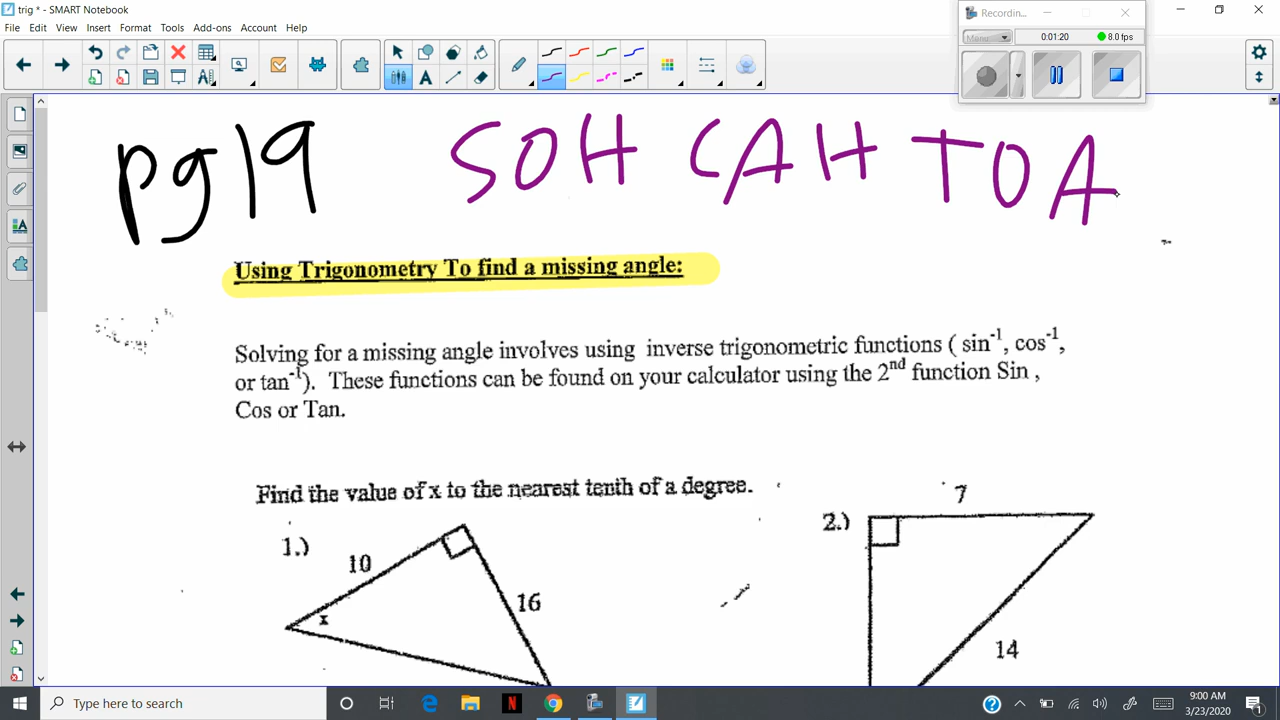 trig * - SMART Notebook
File Edit View Insert Format Tools Add-ons Account Help
Recordin...
Menu
0:01:20
8.0 fps
pg19 SOH CAH TOA
Using Trigonometry To find a missing angle:
Solving for a missing angle involves using inverse trigonometric functions ( sin⁻¹, cos⁻¹,
or tan⁻¹). These functions can be found on your calculator using the 2ⁿᵈ function Sin ,
Cos or Tan.
Find the value of x to the nearest tenth of a degree.
1.)
10
x
16
2.)
7
14
Type here to search
9:00 AM
3/23/2020